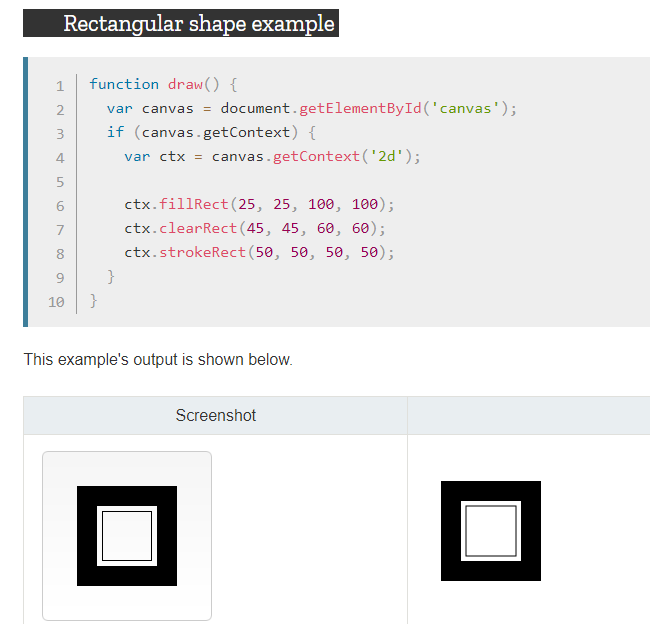 Rectangular shape example
1 function draw() {
2 var canvas = document.getElementById('canvas');
3 if (canvas.getContext) {
4 var ctx = canvas.getContext('2d');
5
6 ctx.fillRect(25, 25, 100, 100);
7 ctx.clearRect(45, 45, 60, 60);
8 ctx.strokeRect(50, 50, 50, 50);
9 }
10 }
This example's output is shown below.
Screenshot